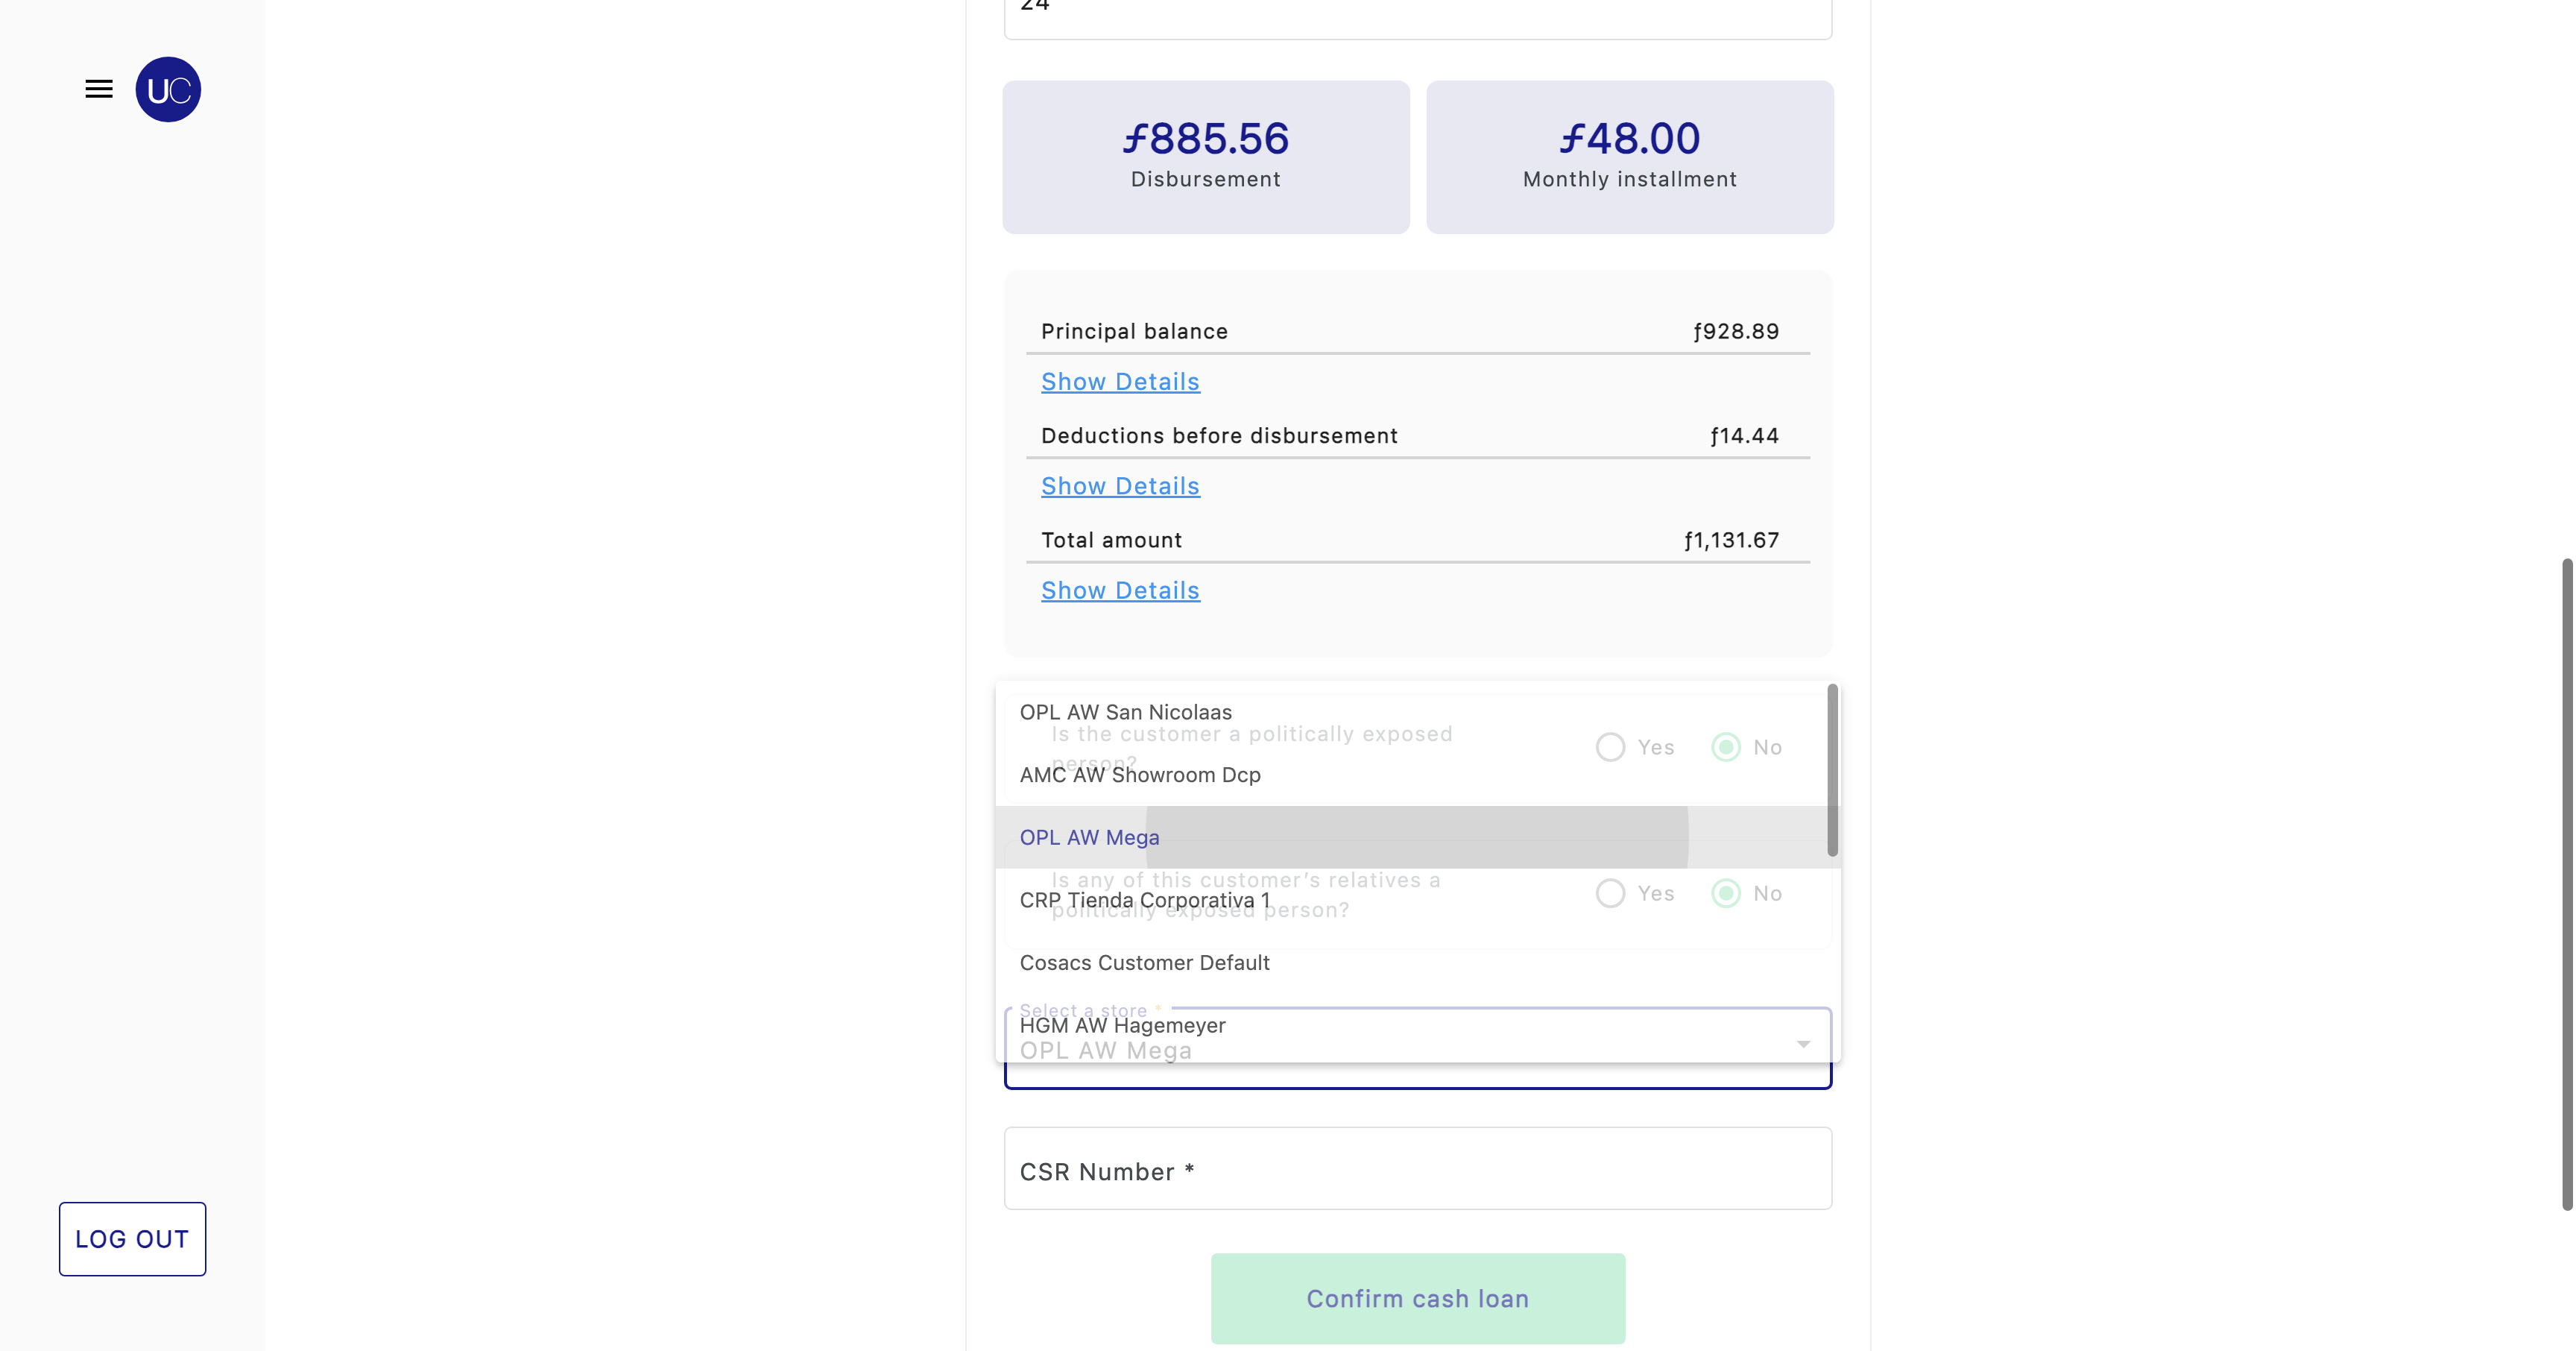 24
UC
ƒ885.56
Disbursement
ƒ48.00
Monthly installment
Principal balance ƒ928.89
Show Details
Deductions before disbursement ƒ14.44
Show Details
Total amount ƒ1,131.67
Show Details
OPL AW San Nicolaas
Is the customer a politically exposed
person?
Yes No
AMC AW Showroom Dcp
OPL AW Mega
Is any of this customer’s relatives a
politically exposed person?
Yes No
CRP Tienda Corporativa 1
Cosacs Customer Default
Select a store *
HGM AW Hagemeyer
OPL AW Mega
CSR Number *
LOG OUT
Confirm cash loan